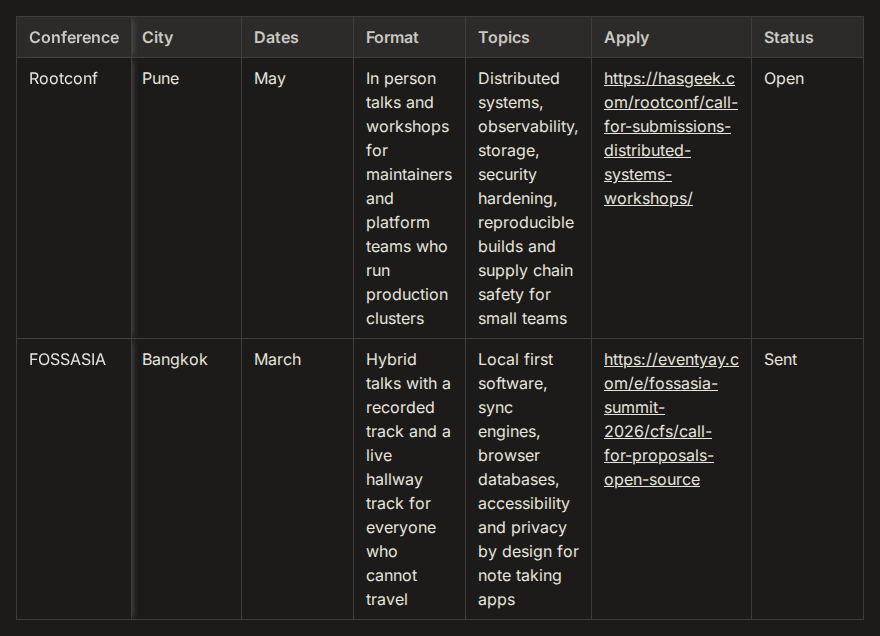 Conference City Dates Format Topics Apply Status
Rootconf Pune May In person Distributed https://hasgeek.c Open
talks and systems, om/rootconf/call-
workshops observability, for-submissions-
for storage, distributed-
maintainers security systems-
and hardening, workshops/
platform reproducible
teams who builds and
run supply chain
production safety for
clusters small teams
FOSSASIA Bangkok March Hybrid Local first https://eventyay.c Sent
talks with a software, om/e/fossasia-
recorded sync summit-
track and a engines, 2026/cfs/call-
live browser for-proposals-
hallway databases, open-source
track for accessibility
everyone and privacy
who by design for
cannot note taking
travel apps